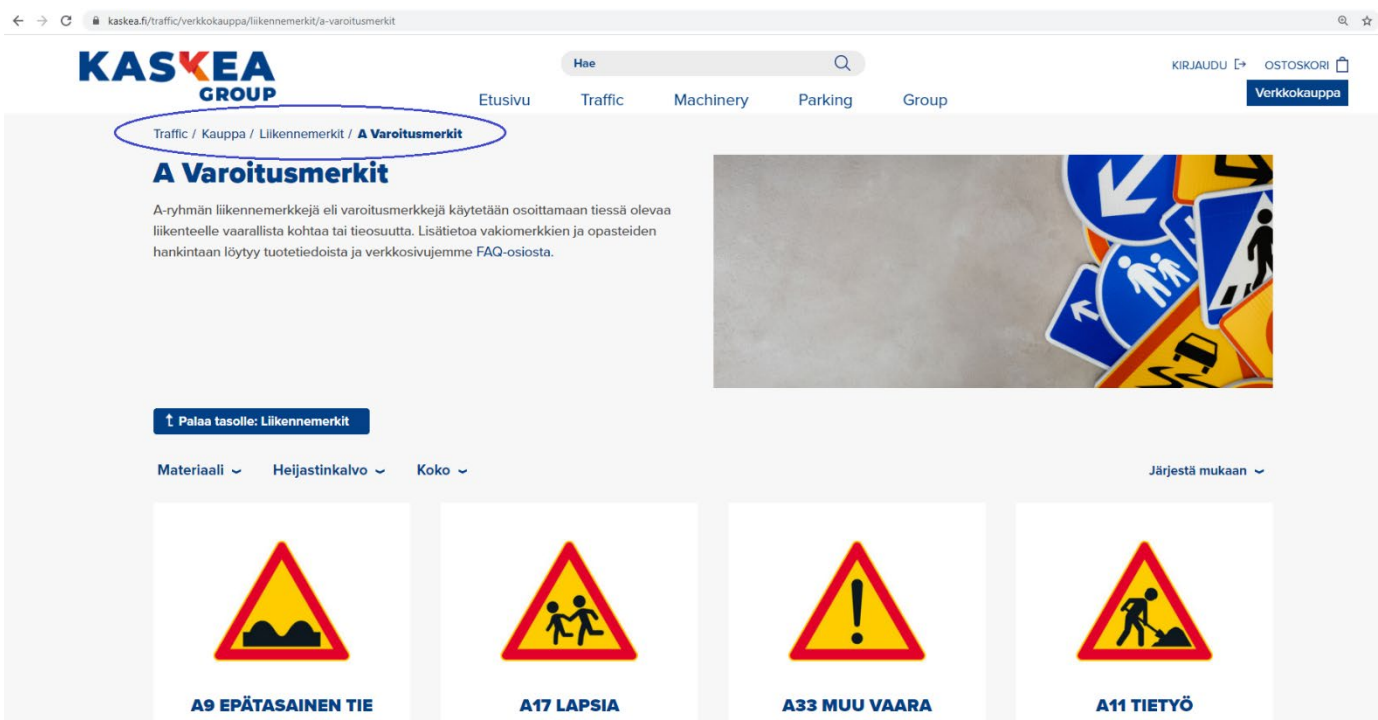 kaskea.fi/traffic/verkkokauppa/liikennemerkit/a-varoitusmerkit
KASKEA
GROUP
Hae
KIRJAUDU OSTOSKORI
Verkkokauppa
Etusivu Traffic Machinery Parking Group
Traffic / Kauppa / Liikennemerkit / A Varoitusmerkit
A Varoitusmerkit
A-ryhmän liikennemerkkejä eli varoitusmerkkejä käytetään osoittamaan tiessä olevaa
liikenteelle vaarallista kohtaa tai tieosuutta. Lisätietoa vakiomerkkien ja opasteiden
hankintaan löytyy tuotetiedoista ja verkkosivujemme FAQ-osiosta.
Palaa tasolle: Liikennemerkit
Materiaali Heijastinkalvo Koko Järjestä mukaan
A9 EPÄTASAINEN TIE A17 LAPSIA A33 MUU VAARA A11 TIETYÖ